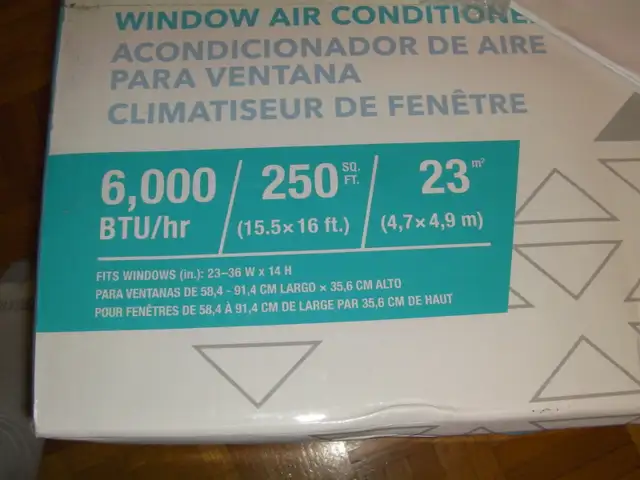 WINDOW AIR CONDITIONE
ACONDICIONADOR DE AIRE
PARA VENTANA
CLIMATISEUR DE FENÊTRE
6,000
BTU/hr
250 SQ. FT.
(15.5 x 16 ft.)
23 m²
(4,7 x 4,9 m)
FITS WINDOWS (in.): 23–36 W x 14 H
PARA VENTANAS DE 58,4 - 91,4 CM LARGO × 35,6 CM ALTO
POUR FENÊTRES DE 58,4 À 91,4 CM DE LARGE PAR 35,6 CM DE HAUT